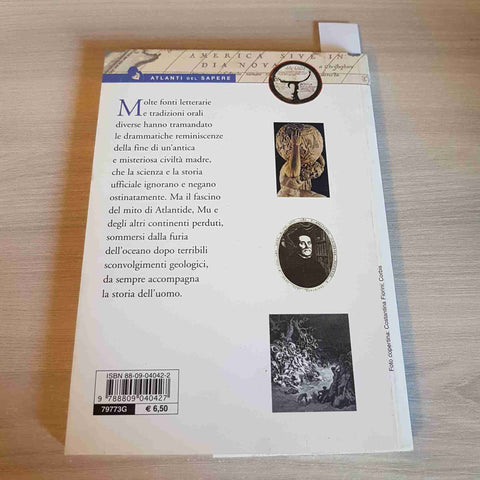 AMERICA SIVE IN
DIA NOVA
ATLANTI DEL SAPERE
Molte fonti letterarie
e tradizioni orali
diverse hanno tramandato
le drammatiche reminiscenze
della fine di un'antica
e misteriosa civiltà madre,
che la scienza e la storia
ufficiale ignorano e negano
ostinatamente. Ma il fascino
del mito di Atlantide, Mu e
degli altri continenti perduti,
sommersi dalla furia
dell'oceano dopo terribili
sconvolgimenti geologici,
da sempre accompagna
la storia dell'uomo.
Foto copertina: Costantina Fiorini; Corbis
ISBN 88-09-04042-2
9 788809 040427
79773G
€ 6,50